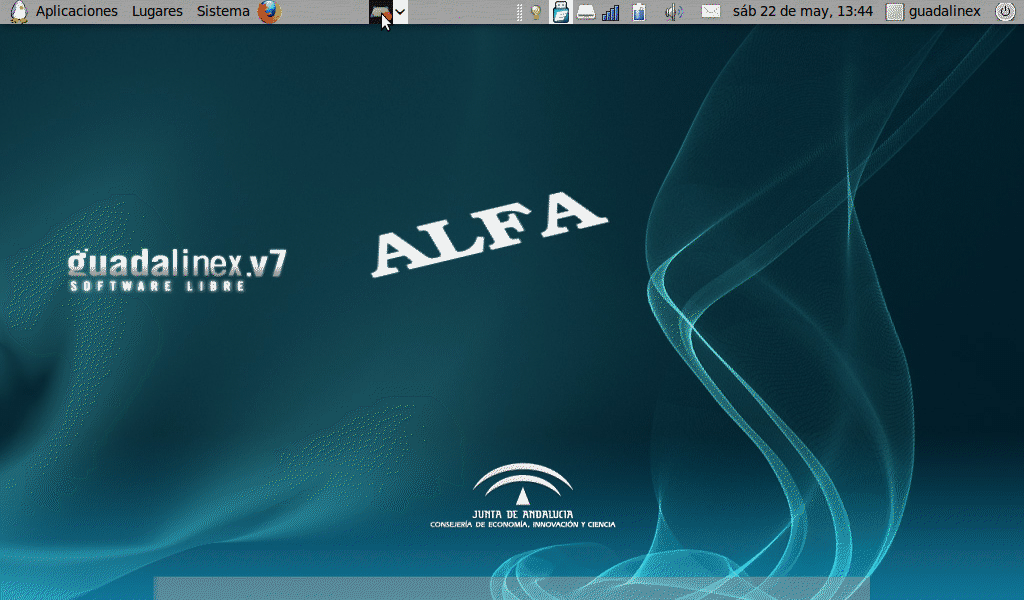 Aplicaciones Lugares Sistema sáb 22 de may, 13:44 guadalinex
ALFA
guadalinex.v7
SOFTWARE LIBRE
JUNTA DE ANDALUCIA
CONSEJERÍA DE ECONOMÍA, INNOVACIÓN Y CIENCIA